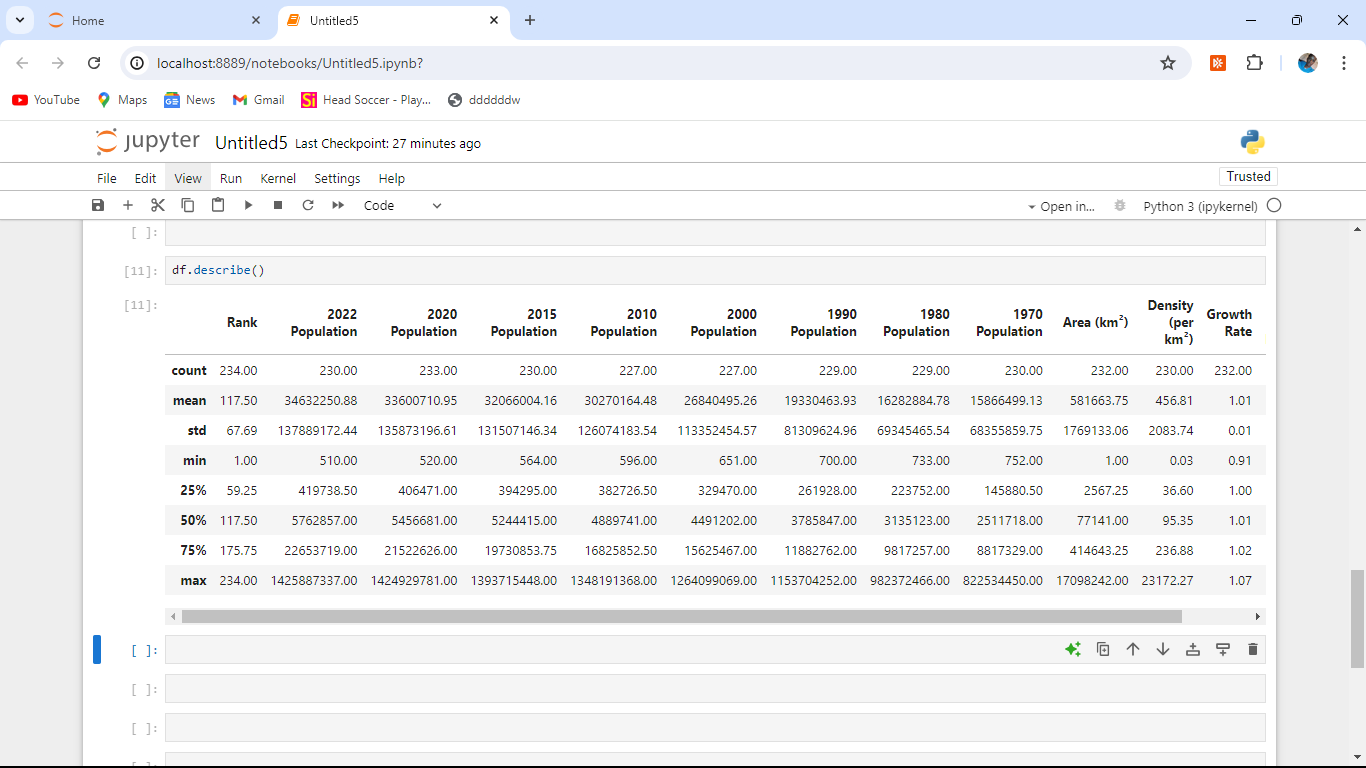 Home
Untitled5
localhost:8889/notebooks/Untitled5.ipynb?
YouTube Maps News Gmail Head Soccer - Play... ddddddw
jupyter Untitled5 Last Checkpoint: 27 minutes ago
File Edit View Run Kernel Settings Help Trusted
Code Open in... Python 3 (ipykernel)
[ ]:
[11]: df.describe()
[11]:
Rank 2022 Population 2020 Population 2015 Population 2010 Population 2000 Population 1990 Population 1980 Population 1970 Population Area (km²) Density (per km²) Growth Rate
count 234.00 230.00 233.00 230.00 227.00 227.00 229.00 229.00 230.00 232.00 230.00 232.00
mean 117.50 34632250.88 33600710.95 32066004.16 30270164.48 26840495.26 19330463.93 16282884.78 15866499.13 581663.75 456.81 1.01
std 67.69 137889172.44 135873196.61 131507146.34 126074183.54 113352454.57 81309624.96 69345465.54 68355859.75 1769133.06 2083.74 0.01
min 1.00 510.00 520.00 564.00 596.00 651.00 700.00 733.00 752.00 1.00 0.03 0.91
25% 59.25 419738.50 406471.00 394295.00 382726.50 329470.00 261928.00 223752.00 145880.50 2567.25 36.60 1.00
50% 117.50 5762857.00 5456681.00 5244415.00 4889741.00 4491202.00 3785847.00 3135123.00 2511718.00 77141.00 95.35 1.01
75% 175.75 22653719.00 21522626.00 19730853.75 16825852.50 15625467.00 11882762.00 9817257.00 8817329.00 414643.25 236.88 1.02
max 234.00 1425887337.00 1424929781.00 1393715448.00 1348191368.00 1264099069.00 1153704252.00 982372466.00 822534450.00 17098242.00 23172.27 1.07
[ ]:
[ ]:
[ ]:
[ ]: